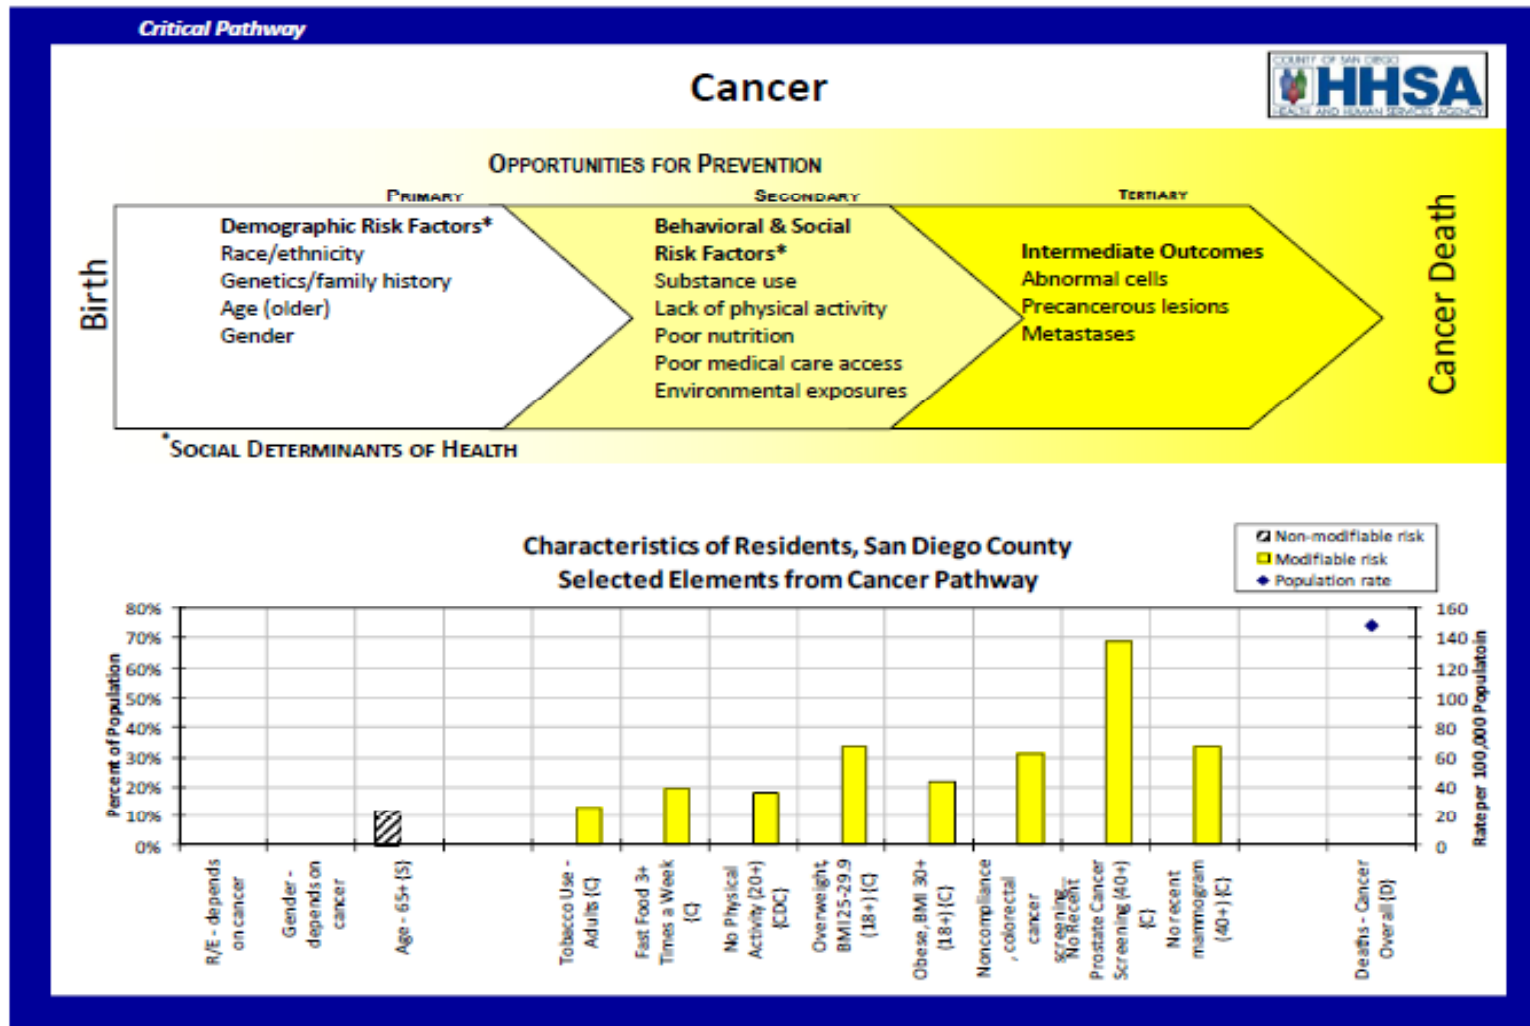 Critical Pathway
Cancer
COUNTY OF SAN DIEGO
HHSA
HEALTH AND HUMAN SERVICES AGENCY
OPPORTUNITIES FOR PREVENTION
PRIMARY
SECONDARY
TERTIARY
Birth
Demographic Risk Factors*
Race/ethnicity
Genetics/family history
Age (older)
Gender
Behavioral & Social
Risk Factors*
Substance use
Lack of physical activity
Poor nutrition
Poor medical care access
Environmental exposures
Intermediate Outcomes
Abnormal cells
Precancerous lesions
Metastases
Cancer Death
*SOCIAL DETERMINANTS OF HEALTH
Characteristics of Residents, San Diego County
Selected Elements from Cancer Pathway
Non-modifiable risk
Modifiable risk
Population rate
Percent of Population
80%
70%
60%
50%
40%
30%
20%
10%
0%
160
140
120
100
80
60
40
20
0
Rate per 100,000 Populatoin
R/E - depends
on cancer
Gender -
depends on
cancer
Age - 65+ {S}
Tobacco Use -
Adults {C}
Fast Food 3+
Times a Week
{C}
No Physical
Activity (20+)
{CDC}
Overweight,
BMI 25-29.9
(18+) {C}
Obese, BMI 30+
(18+) {C}
Noncompliance
, colorectal
cancer
screening...
No Recent
Prostate Cancer
Screening (40+)
{C}
No recent
mammogram
(40+) {C}
Deaths - Cancer
Overall {D}